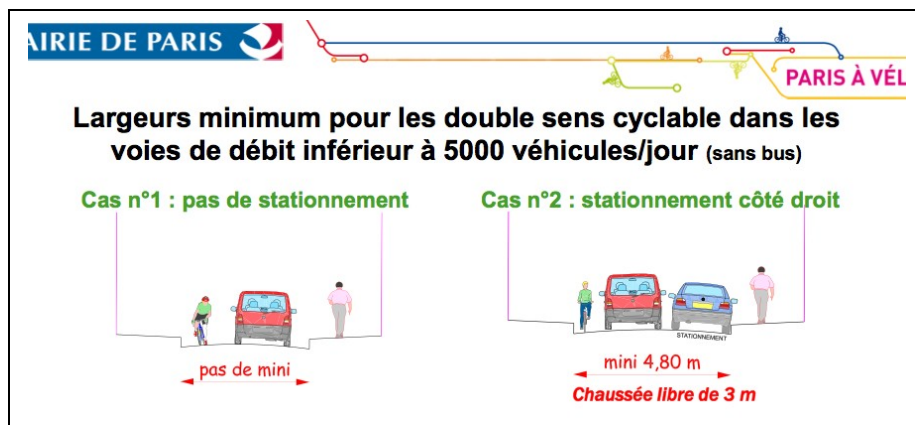 AIRIE DE PARIS
PARIS À VÉL
Largeurs minimum pour les double sens cyclable dans les
voies de débit inférieur à 5000 véhicules/jour (sans bus)
Cas n°1 : pas de stationnement
Cas n°2 : stationnement côté droit
STATIONNEMENT
pas de mini
mini 4,80 m
Chaussée libre de 3 m